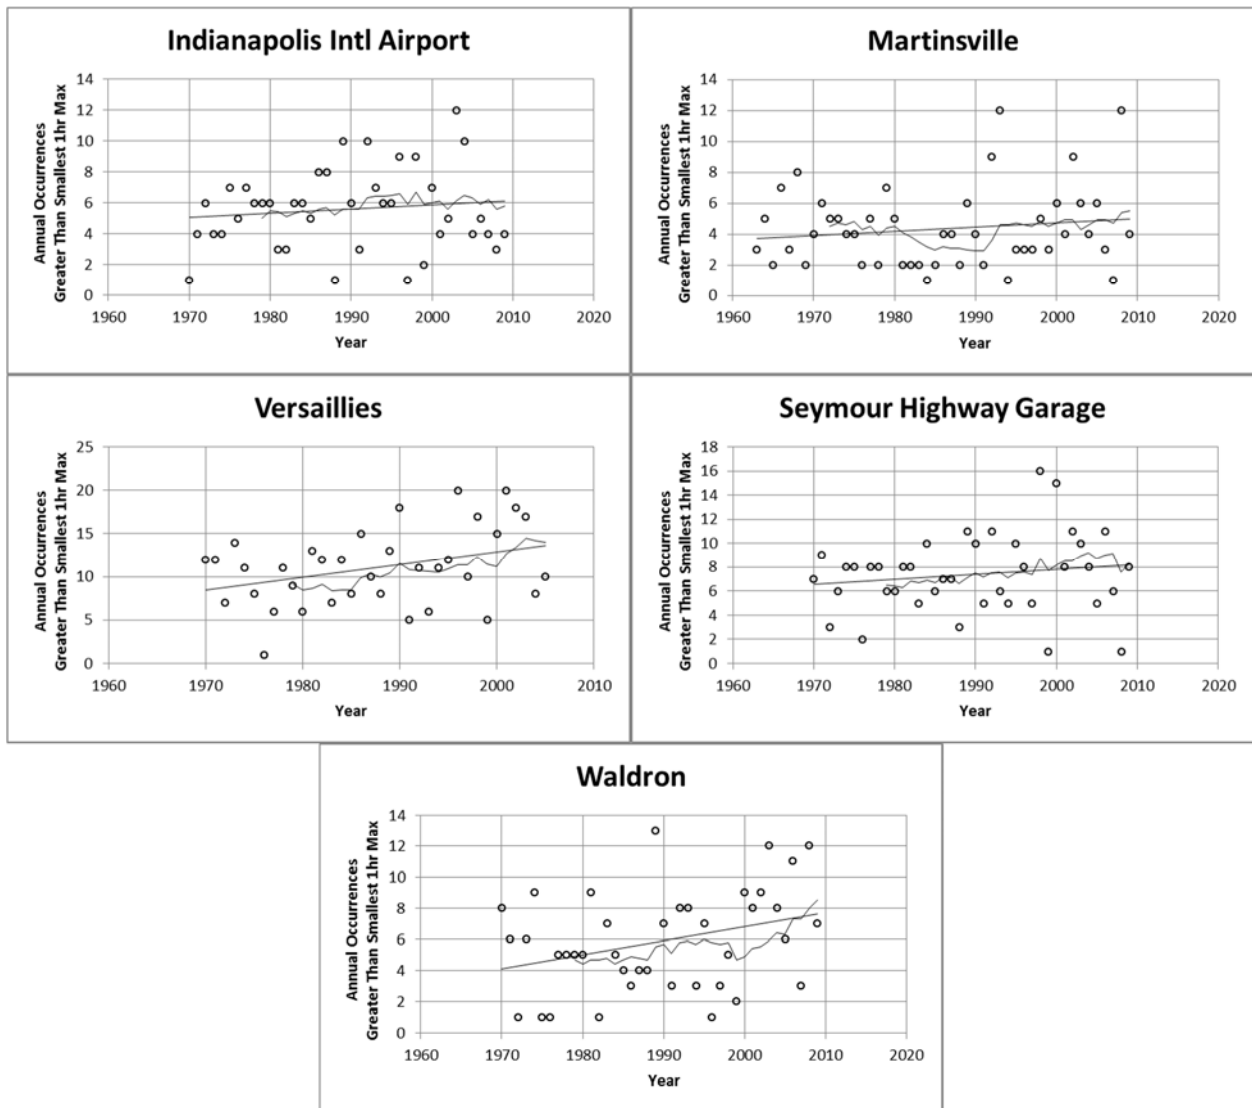 Indianapolis Intl Airport
Annual Occurrences
Greater Than Smallest 1hr Max
14
12
10
8
6
4
2
0
1960 1970 1980 1990 2000 2010 2020
Year
Martinsville
Annual Occurrences
Greater Than Smallest 1hr Max
14
12
10
8
6
4
2
0
1960 1970 1980 1990 2000 2010 2020
Year
Versaillies
Annual Occurrences
Greater Than Smallest 1hr Max
25
20
15
10
5
0
1960 1970 1980 1990 2000 2010
Year
Seymour Highway Garage
Annual Occurrences
Greater Than Smallest 1hr Max
18
16
14
12
10
8
6
4
2
0
1960 1970 1980 1990 2000 2010 2020
Year
Waldron
Annual Occurrences
Greater Than Smallest 1hr Max
14
12
10
8
6
4
2
0
1960 1970 1980 1990 2000 2010 2020
Year